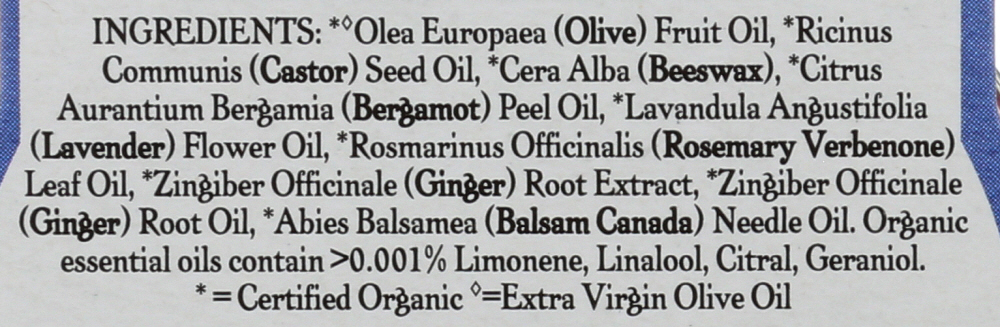 INGREDIENTS: *◊Olea Europaea (Olive) Fruit Oil, *Ricinus
Communis (Castor) Seed Oil, *Cera Alba (Beeswax), *Citrus
Aurantium Bergamia (Bergamot) Peel Oil, *Lavandula Angustifolia
(Lavender) Flower Oil, *Rosmarinus Officinalis (Rosemary Verbenone)
Leaf Oil, *Zingiber Officinale (Ginger) Root Extract, *Zingiber Officinale
(Ginger) Root Oil, *Abies Balsamea (Balsam Canada) Needle Oil. Organic
essential oils contain >0.001% Limonene, Linalool, Citral, Geraniol.
* = Certified Organic ◊=Extra Virgin Olive Oil